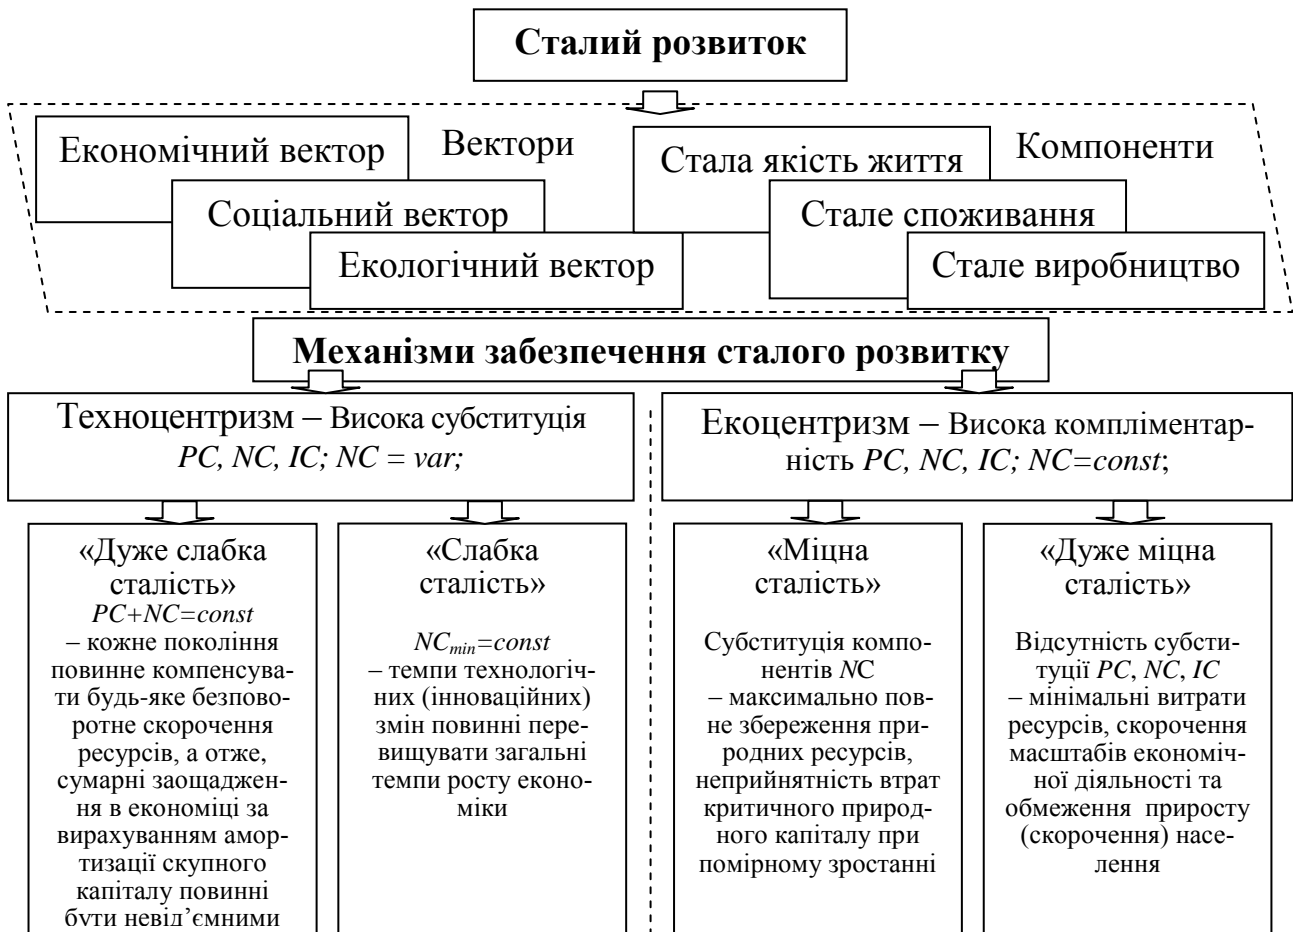 Сталий розвиток
Економічний вектор
Вектори
Соціальний вектор
Екологічний вектор
Стала якість життя
Компоненти
Стале споживання
Стале виробництво
Механізми забезпечення сталого розвитку
Техноцентризм – Висока субституція
PC, NC, IC; NC = var;
Екоцентризм – Висока компліментар-
ність PC, NC, IC; NC=const;
«Дуже слабка
сталість»
PC+NC=const
– кожне покоління
повинне компенсува-
ти будь-яке безпово-
ротне скорочення
ресурсів, а отже,
сумарні заощаджен-
ня в економіці за
вирахуванням амор-
тизації скупного
капіталу повинні
бути невід’ємними
«Слабка
сталість»
NCmin=const
– темпи технологіч-
них (інноваційних)
змін повинні пере-
вищувати загальні
темпи росту еконо-
міки
«Міцна
сталість»
Субституція компо-
нентів NC
– максимально пов-
не збереження при-
родних ресурсів,
неприйнятність втрат
критичного природ-
ного капіталу при
помірному зростанні
«Дуже міцна
сталість»
Відсутність субсти-
туції PC, NC, IC
– мінімальні витрати
ресурсів, скорочення
масштабів економіч-
ної діяльності та
обмеження приросту
(скорочення) насе-
лення